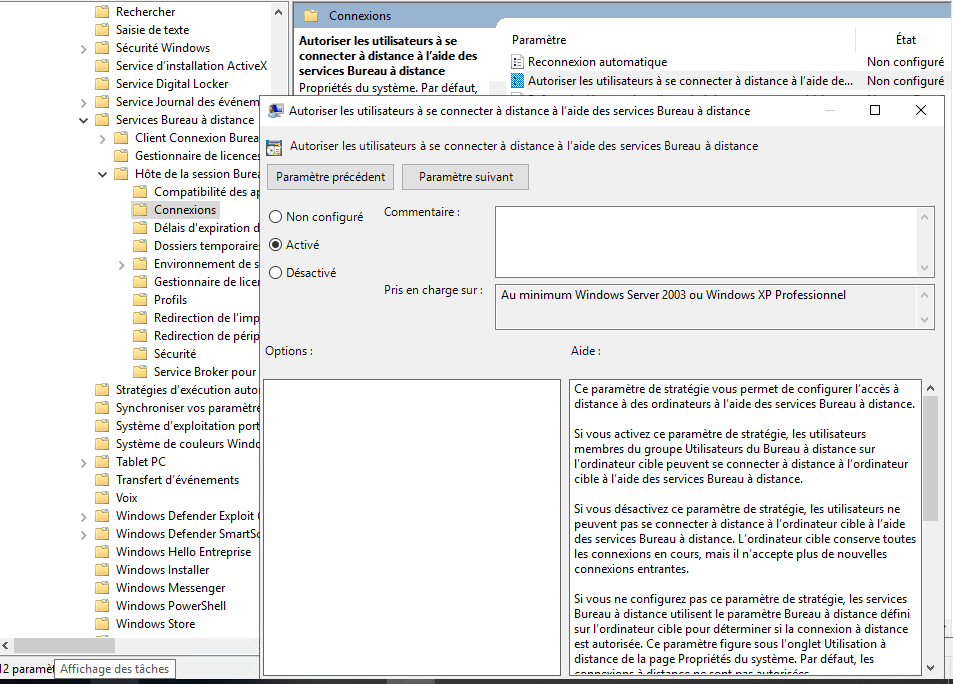 Rechercher
Saisie de texte
Sécurité Windows
Service d'installation ActiveX
Service Digital Locker
Service Journal des événem
Services Bureau à distance
Client Connexion Burea
Gestionnaire de licences
Hôte de la session Burea
Compatibilité des ap
Connexions
Délais d'expiration d
Dossiers temporaire
Environnement de s
Gestionnaire de licen
Profils
Redirection de l'imp
Redirection de périp
Sécurité
Service Broker pour
Stratégies d'exécution autor
Synchroniser vos paramètre
Système d'exploitation port
Système de couleurs Windo
Tablet PC
Transfert d'événements
Voix
Windows Defender Exploit G
Windows Defender SmartSc
Windows Hello Entreprise
Windows Installer
Windows Messenger
Windows PowerShell
Windows Store
12 paramèt
Affichage des tâches
Connexions
Autoriser les utilisateurs à se
connecter à distance à l'aide des
services Bureau à distance
Propriétés du système. Par défaut,
Paramètre État
Reconnexion automatique Non configuré
Autoriser les utilisateurs à se connecter à distance à l'aide de... Non configuré
Autoriser les utilisateurs à se connecter à distance à l'aide des services Bureau à distance
Autoriser les utilisateurs à se connecter à distance à l'aide des services Bureau à distance
Paramètre précédent Paramètre suivant
Non configuré
Activé
Désactivé
Commentaire :
Pris en charge sur : Au minimum Windows Server 2003 ou Windows XP Professionnel
Options :
Aide :
Ce paramètre de stratégie vous permet de configurer l'accès à
distance à des ordinateurs à l'aide des services Bureau à distance.
Si vous activez ce paramètre de stratégie, les utilisateurs
membres du groupe Utilisateurs du Bureau à distance sur
l'ordinateur cible peuvent se connecter à distance à l'ordinateur
cible à l'aide des services Bureau à distance.
Si vous désactivez ce paramètre de stratégie, les utilisateurs ne
peuvent pas se connecter à distance à l'ordinateur cible à l'aide
des services Bureau à distance. L'ordinateur cible conserve toutes
les connexions en cours, mais il n'accepte plus de nouvelles
connexions entrantes.
Si vous ne configurez pas ce paramètre de stratégie, les services
Bureau à distance utilisent le paramètre Bureau à distance défini
sur l'ordinateur cible pour déterminer si la connexion à distance
est autorisée. Ce paramètre figure sous l'onglet Utilisation à
distance de la page Propriétés du système. Par défaut, les
connexions à distance ne sont pas autorisées.